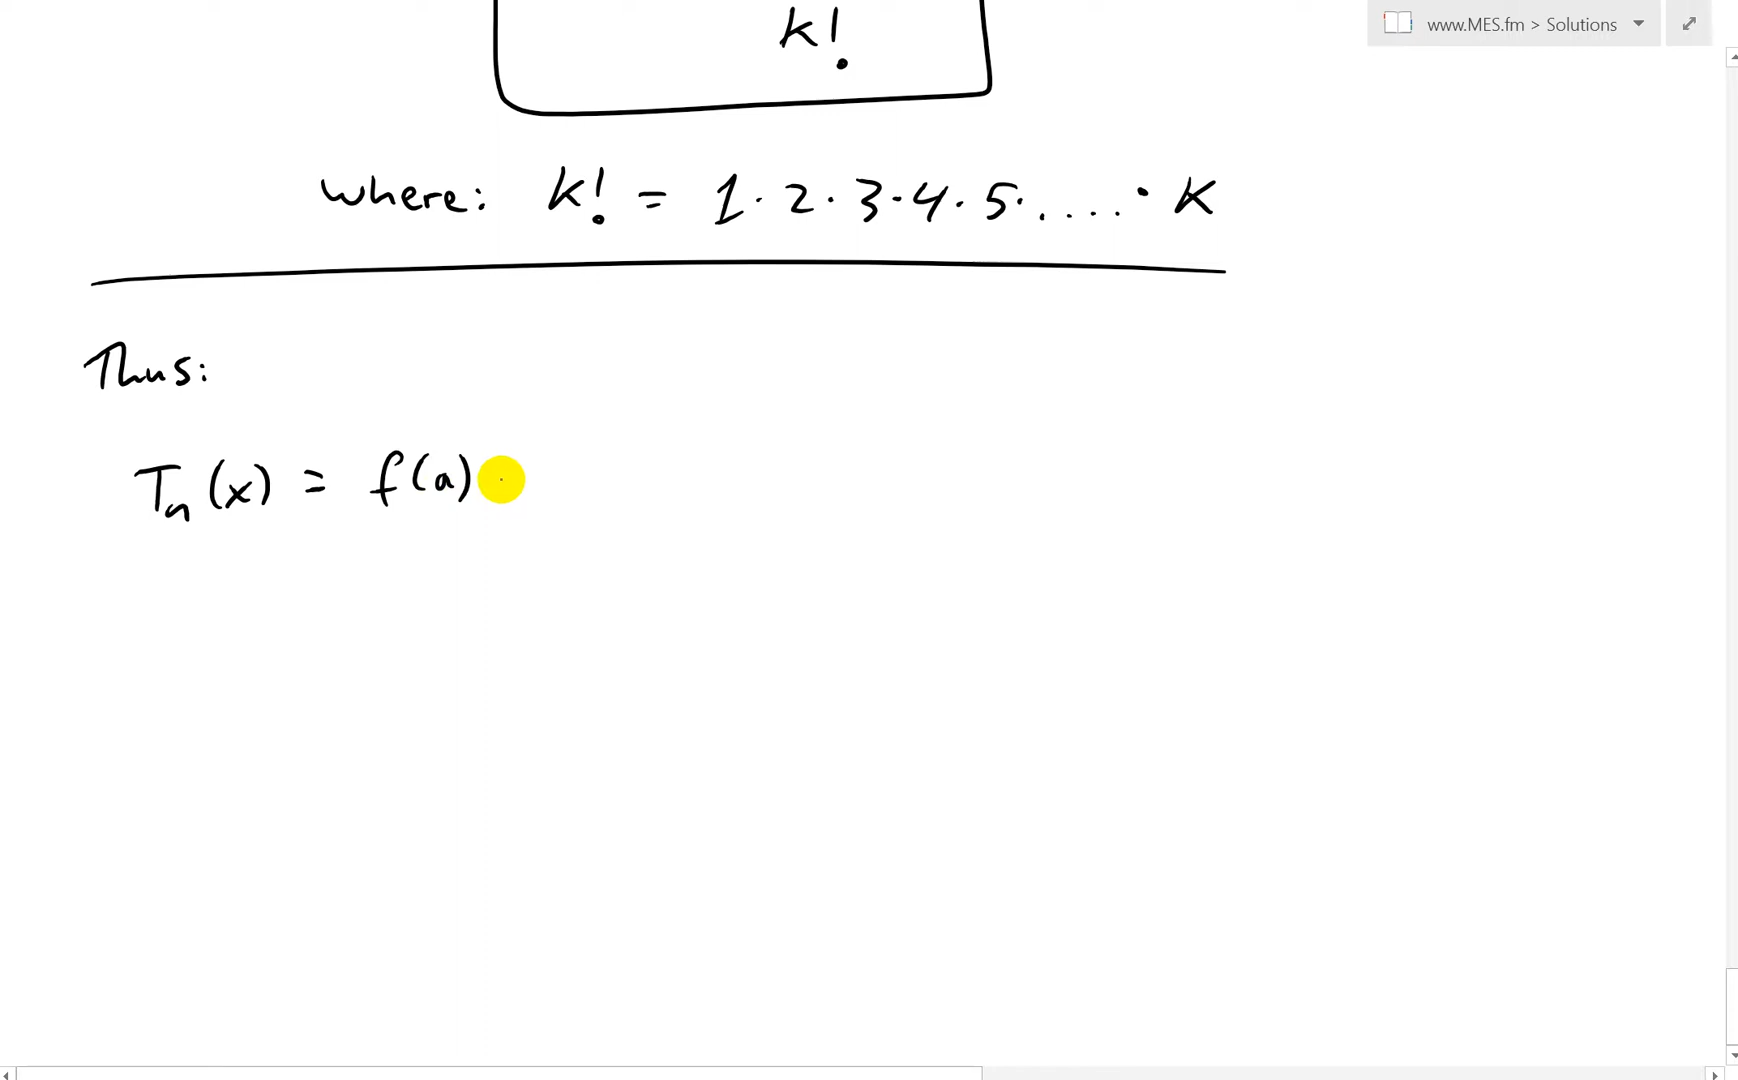 www.MES.fm > Solutions
k!
where: k! = 1 · 2 · 3 · 4 · 5 · .... · K
Thus:
Tn(x) = f(a)